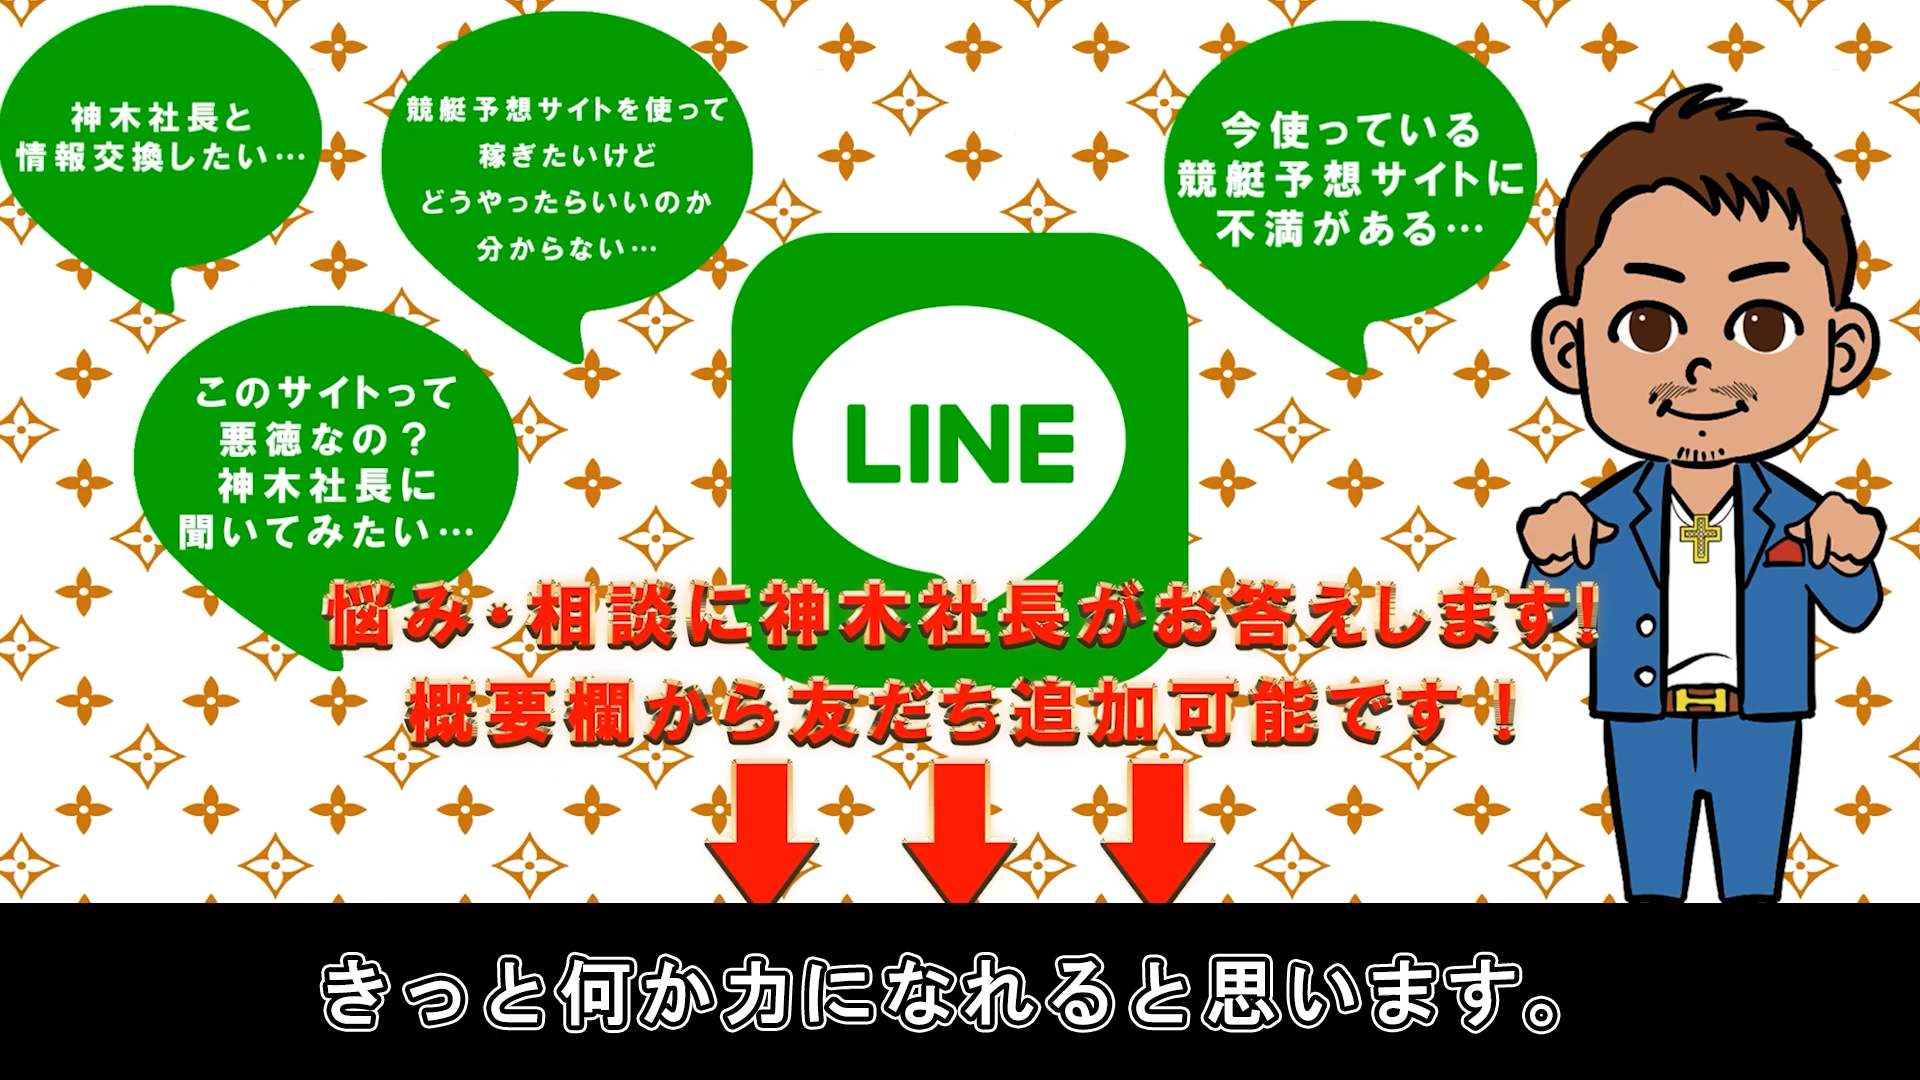 神木社長と
情報交換したい…
競艇予想サイトを使って
稼ぎたいけど
どうやったらいいいのか
分からない…
今使っている
競艇予想サイトに
不満がある…
このサイトって
悪徳なの？
神木社長に
聞いてみたい…
LINE
悩み・相談に神木社長がお答えします!
概要欄から友だち追加可能です！
きっと何か力になれると思います。